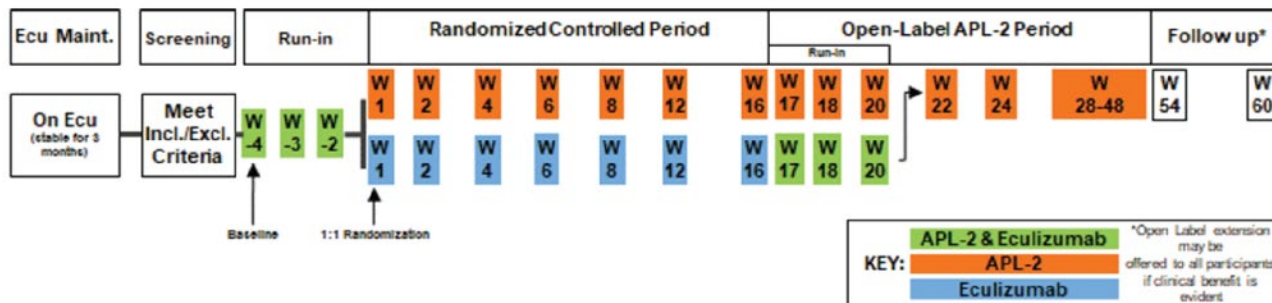 Ecu Maint.
Screening
Run-in
Randomized Controlled Period
Open-Label APL-2 Period
Run-In
Follow up*
On Ecu
(stable for 3
months)
Meet
Incl./Excl.
Criteria
W -4
W -3
W -2
W 1
W 2
W 4
W 6
W 8
W 12
W 16
W 17
W 18
W 20
W 22
W 24
W 28-48
W 54
W 60
W 1
W 2
W 4
W 6
W 8
W 12
W 16
W 17
W 18
W 20
Baseline
1:1 Randomization
KEY:
APL-2 & Eculizumab
APL-2
Eculizumab
*Open Label extension
may be
offered to all participants
if clinical benefit is
evident